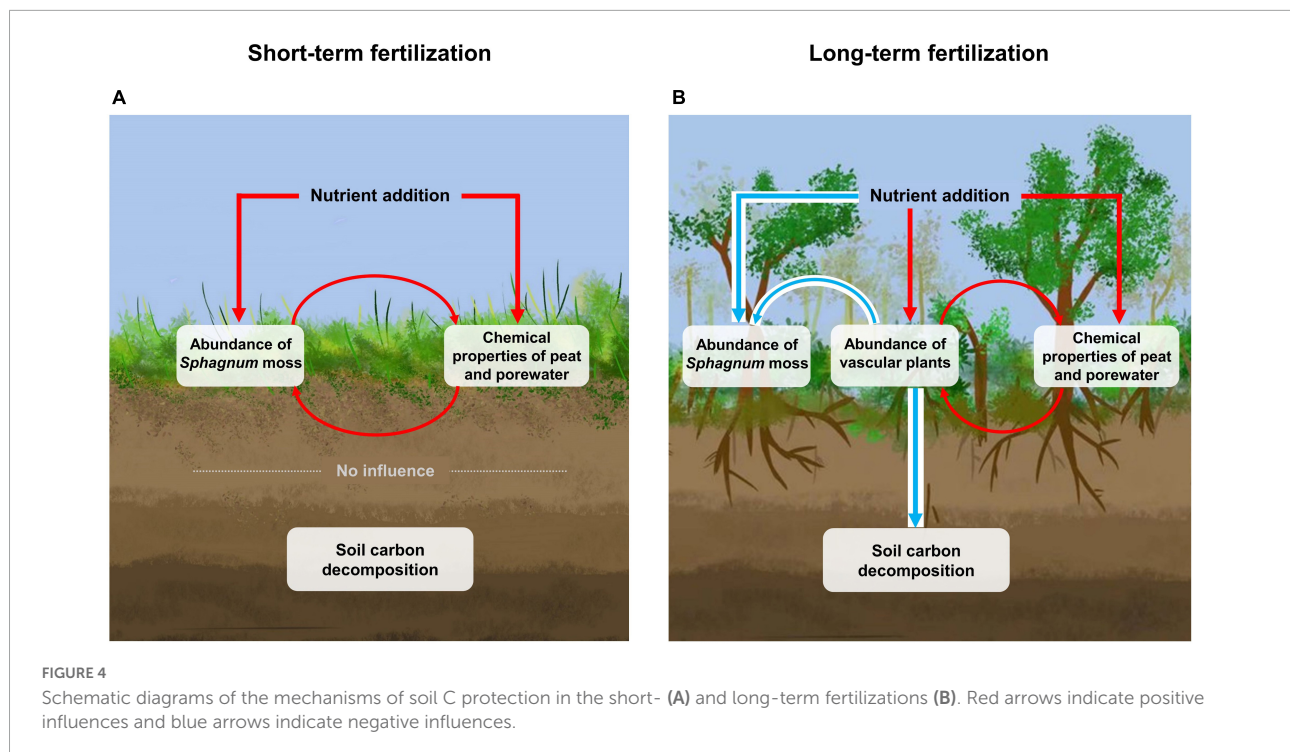 Short-term fertilization
A
Nutrient addition
Abundance of
Sphagnum moss
Chemical
properties of peat
and porewater
No influence
Soil carbon
decomposition
Long-term fertilization
B
Nutrient addition
Abundance of
Sphagnum moss
Abundance of
vascular plants
Chemical
properties of peat
and porewater
Soil carbon
decomposition
FIGURE 4
Schematic diagrams of the mechanisms of soil C protection in the short- (A) and long-term fertilizations (B). Red arrows indicate positive
influences and blue arrows indicate negative influences.